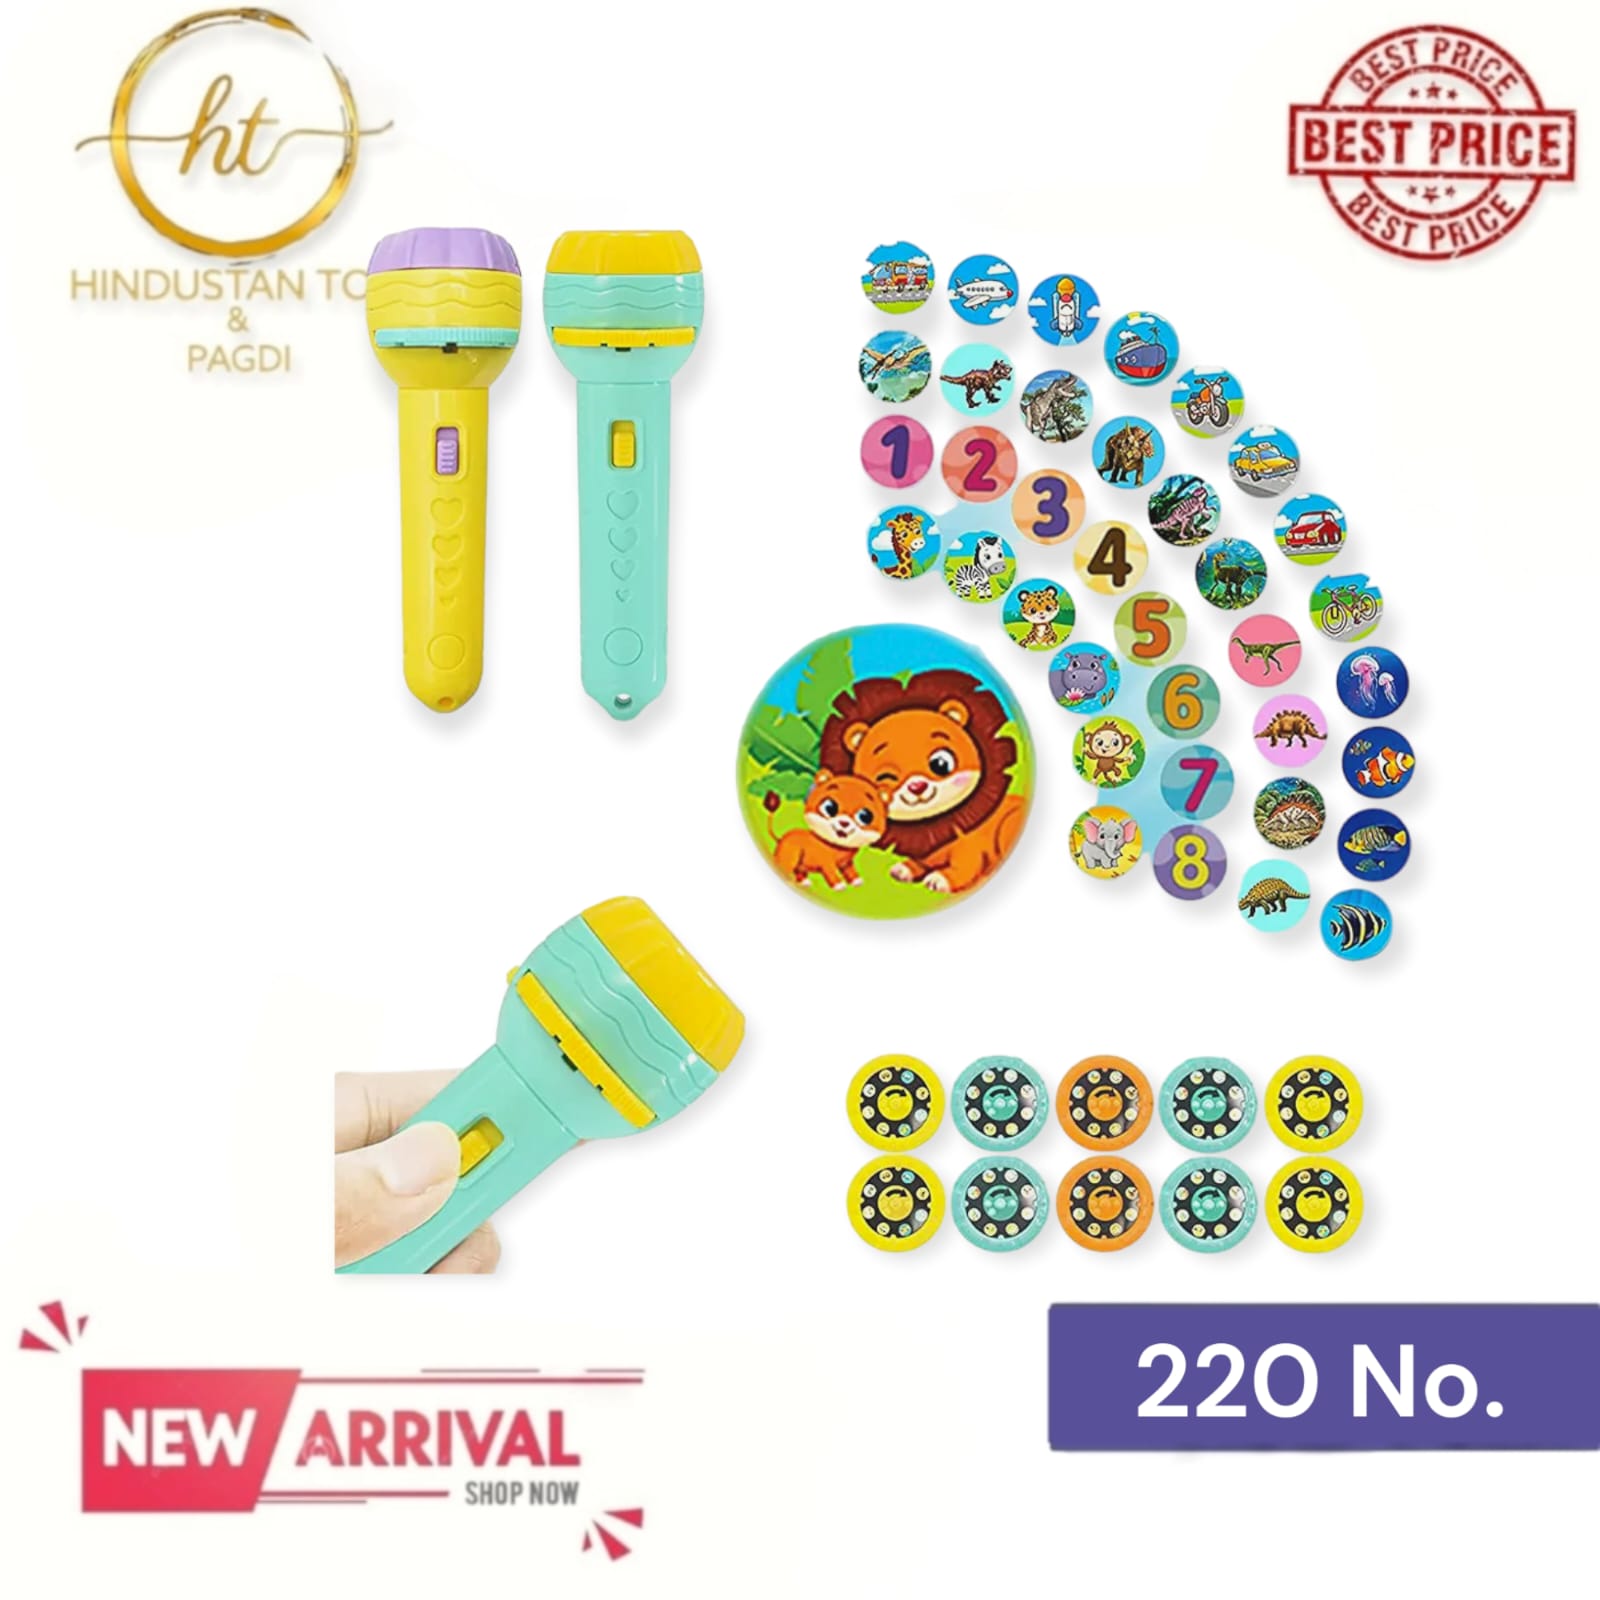 ht
HINDUSTAN TO
&
PAGDI
BEST PRICE
BEST PRICE
BEST PRICE
1
2
3
4
5
6
7
8
NEW ARRIVAL
SHOP NOW
220 No.